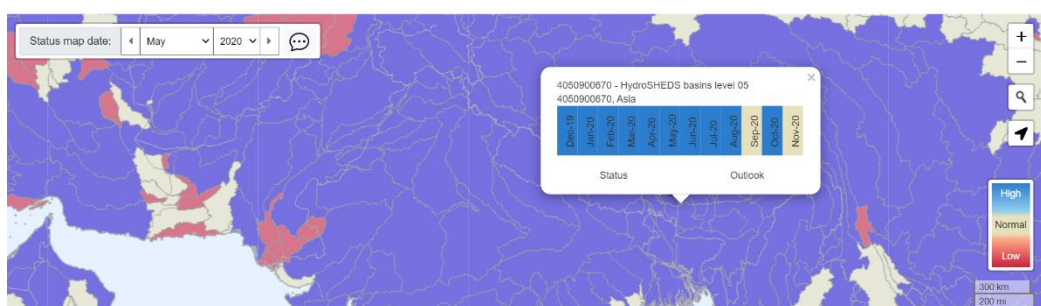 Status map date: May 2020
4050900670 - HydroSHEDS basins level 05
4050900670, Asia
Dec-19 Jan-20 Feb-20 Mar-20 Apr-20 May-20 Jun-20 Jul-20 Aug-20 Sep-20 Oct-20 Nov-20
Status Outlook
High
Normal
Low
300 km
200 mi